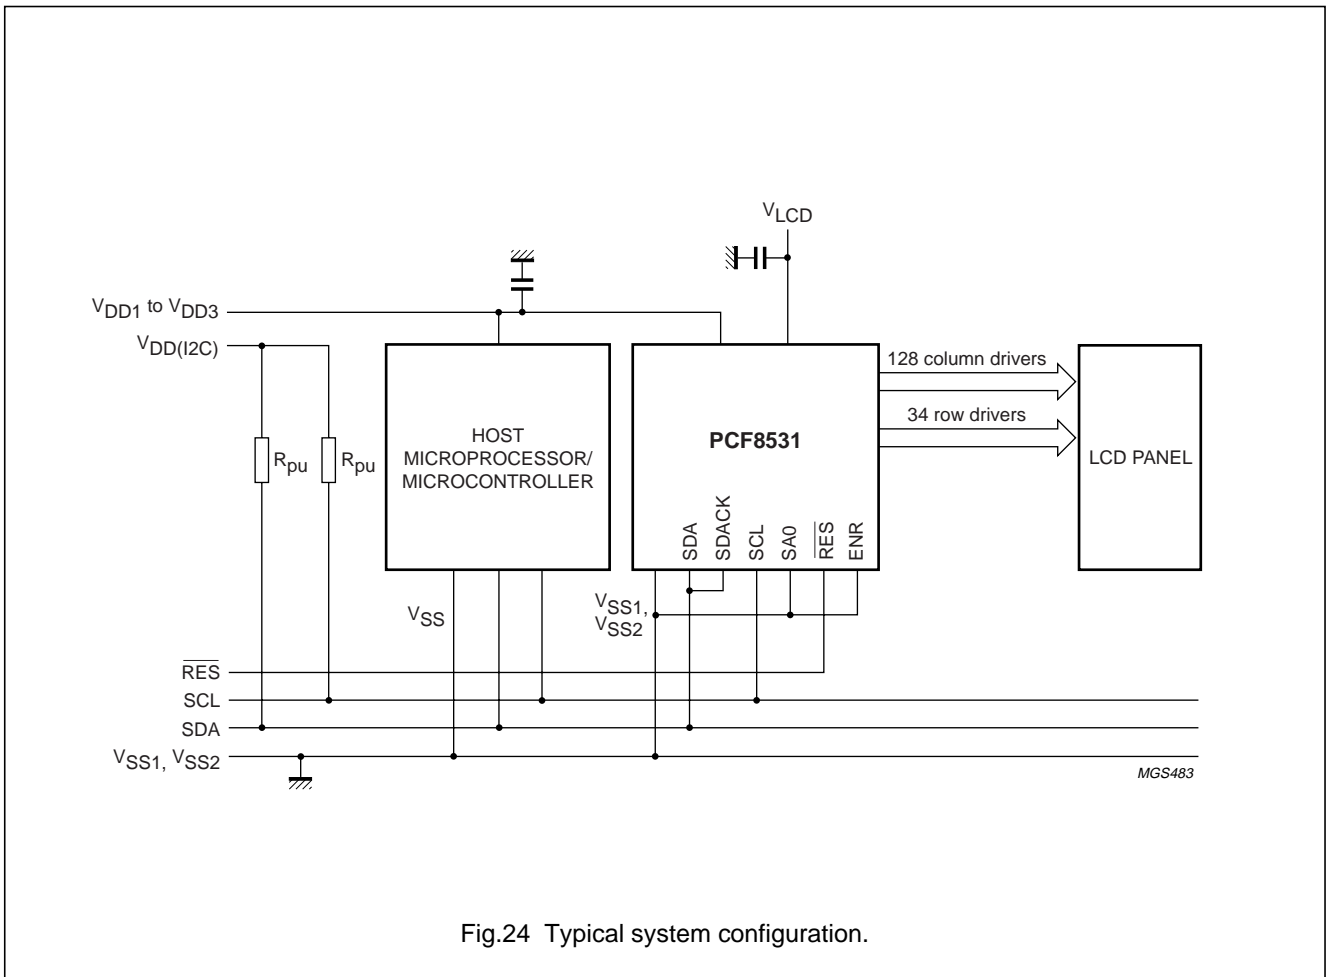 VLCD
VDD1 to VDD3
VDD(I2C)
128 column drivers
34 row drivers
Rpu
Rpu
HOST
MICROPROCESSOR/
MICROCONTROLLER
PCF8531
LCD PANEL
SDA
SDACK
SCL
SA0
RES
ENR
VSS
VSS1,
VSS2
RES
SCL
SDA
VSS1, VSS2
MGS483
Fig.24 Typical system configuration.